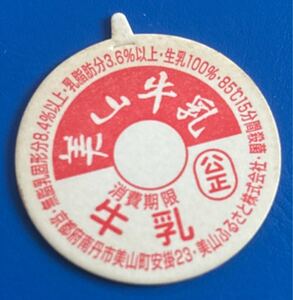 美山牛乳
公正
消費期限
牛乳
無脂乳固形分8.4%以上・乳脂肪分3.6%以上・生乳100%・85℃15分間殺菌・
京都府南丹市美山町安掛23・美山ふるさと株式会社・